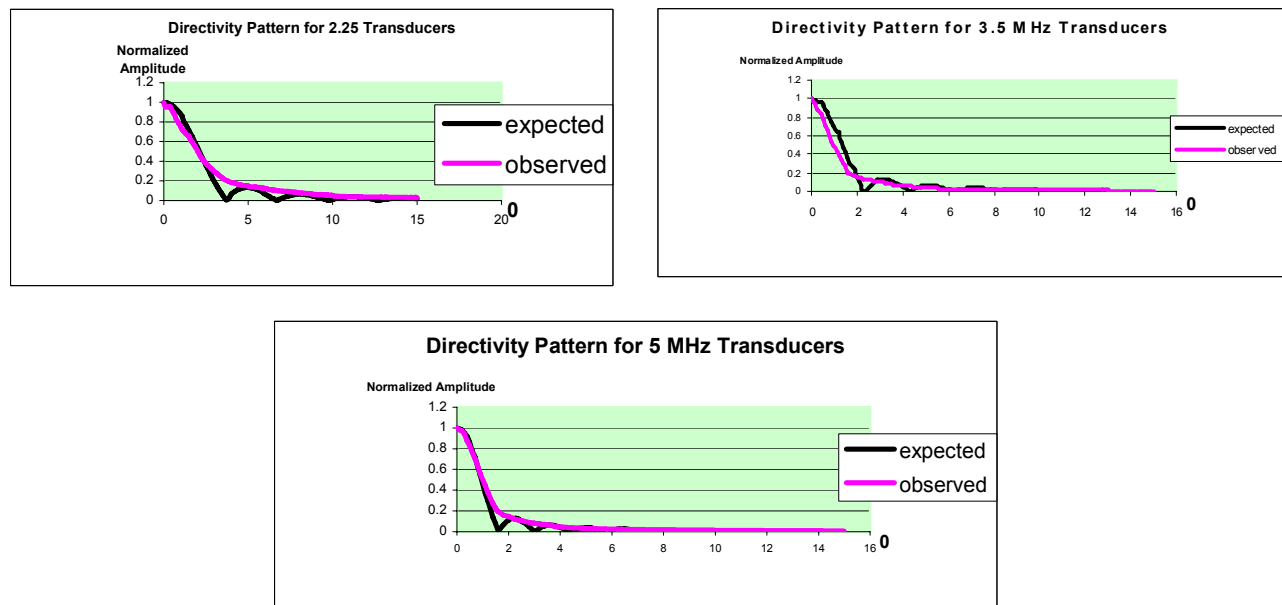 Directivity Pattern for 2.25 Transducers
Normalized
Amplitude
1.2
1
0.8
0.6
0.4
0.2
0
0 5 10 15 20
0
expected
observed
Directivity Pattern for 3.5 MHz Transducers
Normalized Amplitude
1.2
1
0.8
0.6
0.4
0.2
0
0 2 4 6 8 10 12 14 16
0
expected
observed
Directivity Pattern for 5 MHz Transducers
Normalized Amplitude
1.2
1
0.8
0.6
0.4
0.2
0
0 2 4 6 8 10 12 14 16
0
expected
observed